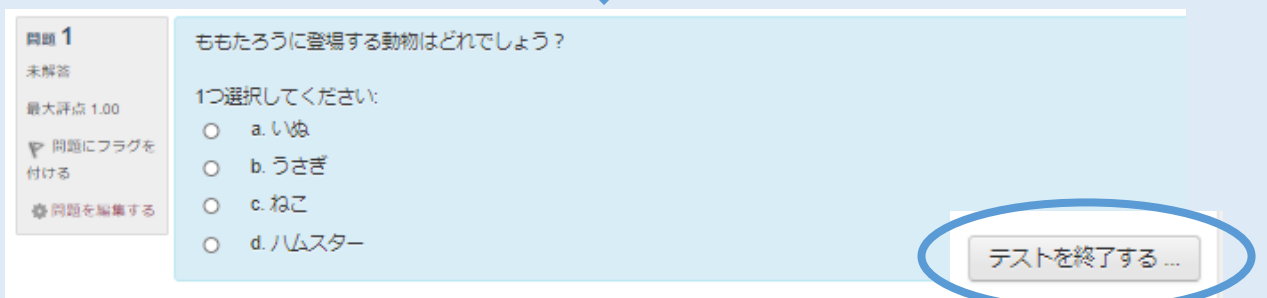 問題 1
未解答
最大評点 1.00
問題にフラグを
付ける
問題を編集する
ももたろうに登場する動物はどれでしょう？
1つ選択してください:
a. いぬ
b. うさぎ
c. ねこ
d. ハムスター
テストを終了する ...